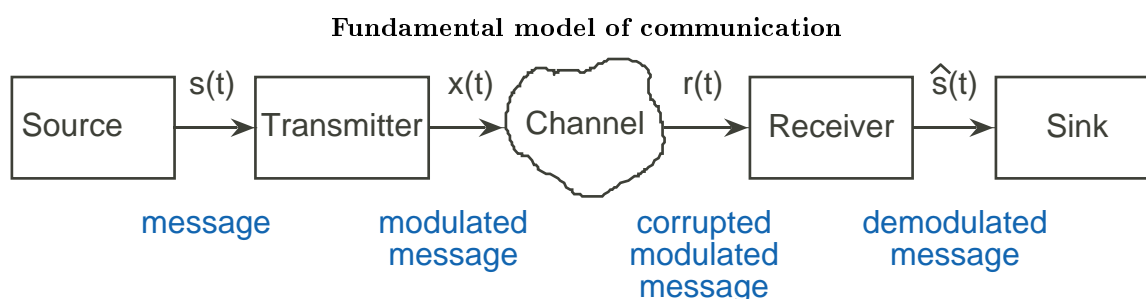 Fundamental model of communication
s(t) x(t) r(t) ŝ(t)
Source Transmitter Channel Receiver Sink
message modulated corrupted demodulated
message modulated message
message